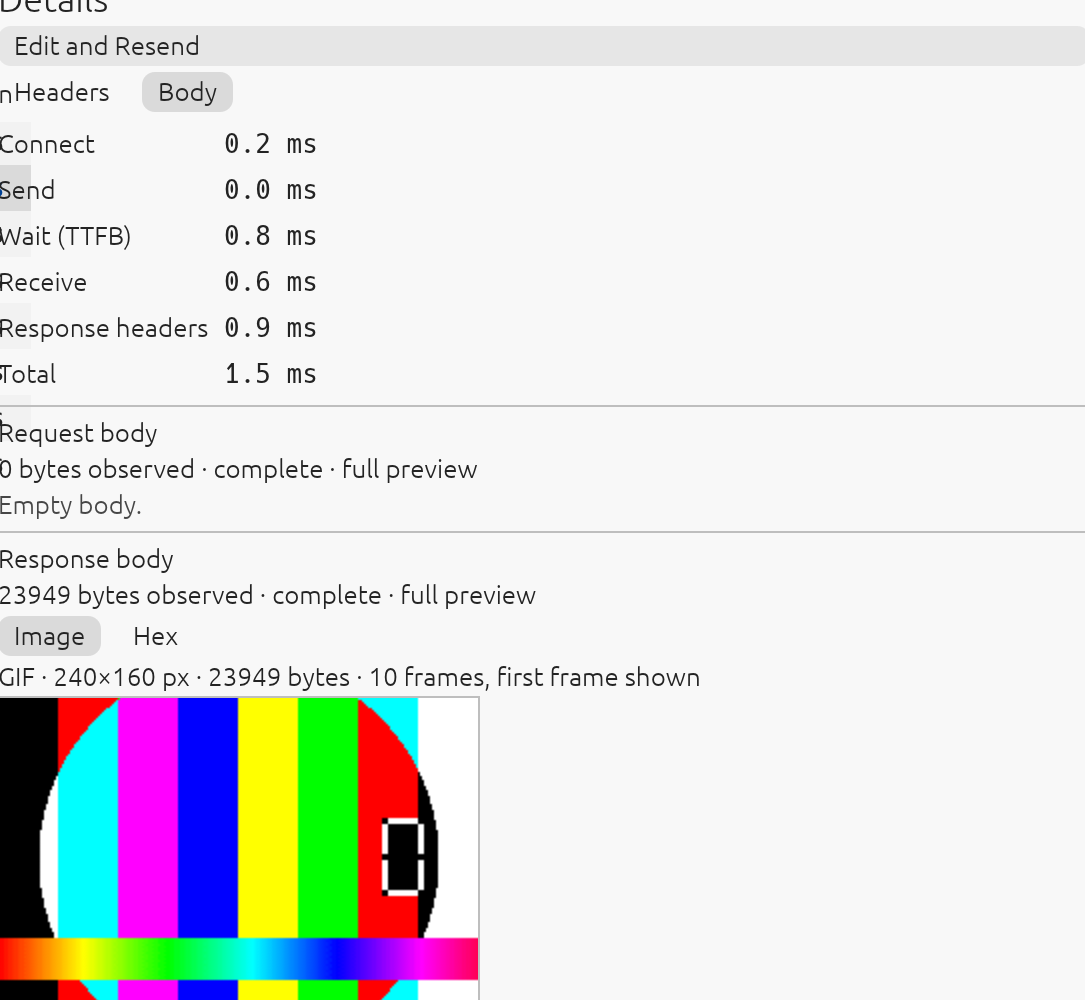 Details
Edit and Resend
Headers Body
Connect 0.2 ms
Send 0.0 ms
Wait (TTFB) 0.8 ms
Receive 0.6 ms
Response headers 0.9 ms
Total 1.5 ms
Request body
0 bytes observed · complete · full preview
Empty body.
Response body
23949 bytes observed · complete · full preview
Image Hex
GIF · 240×160 px · 23949 bytes · 10 frames, first frame shown